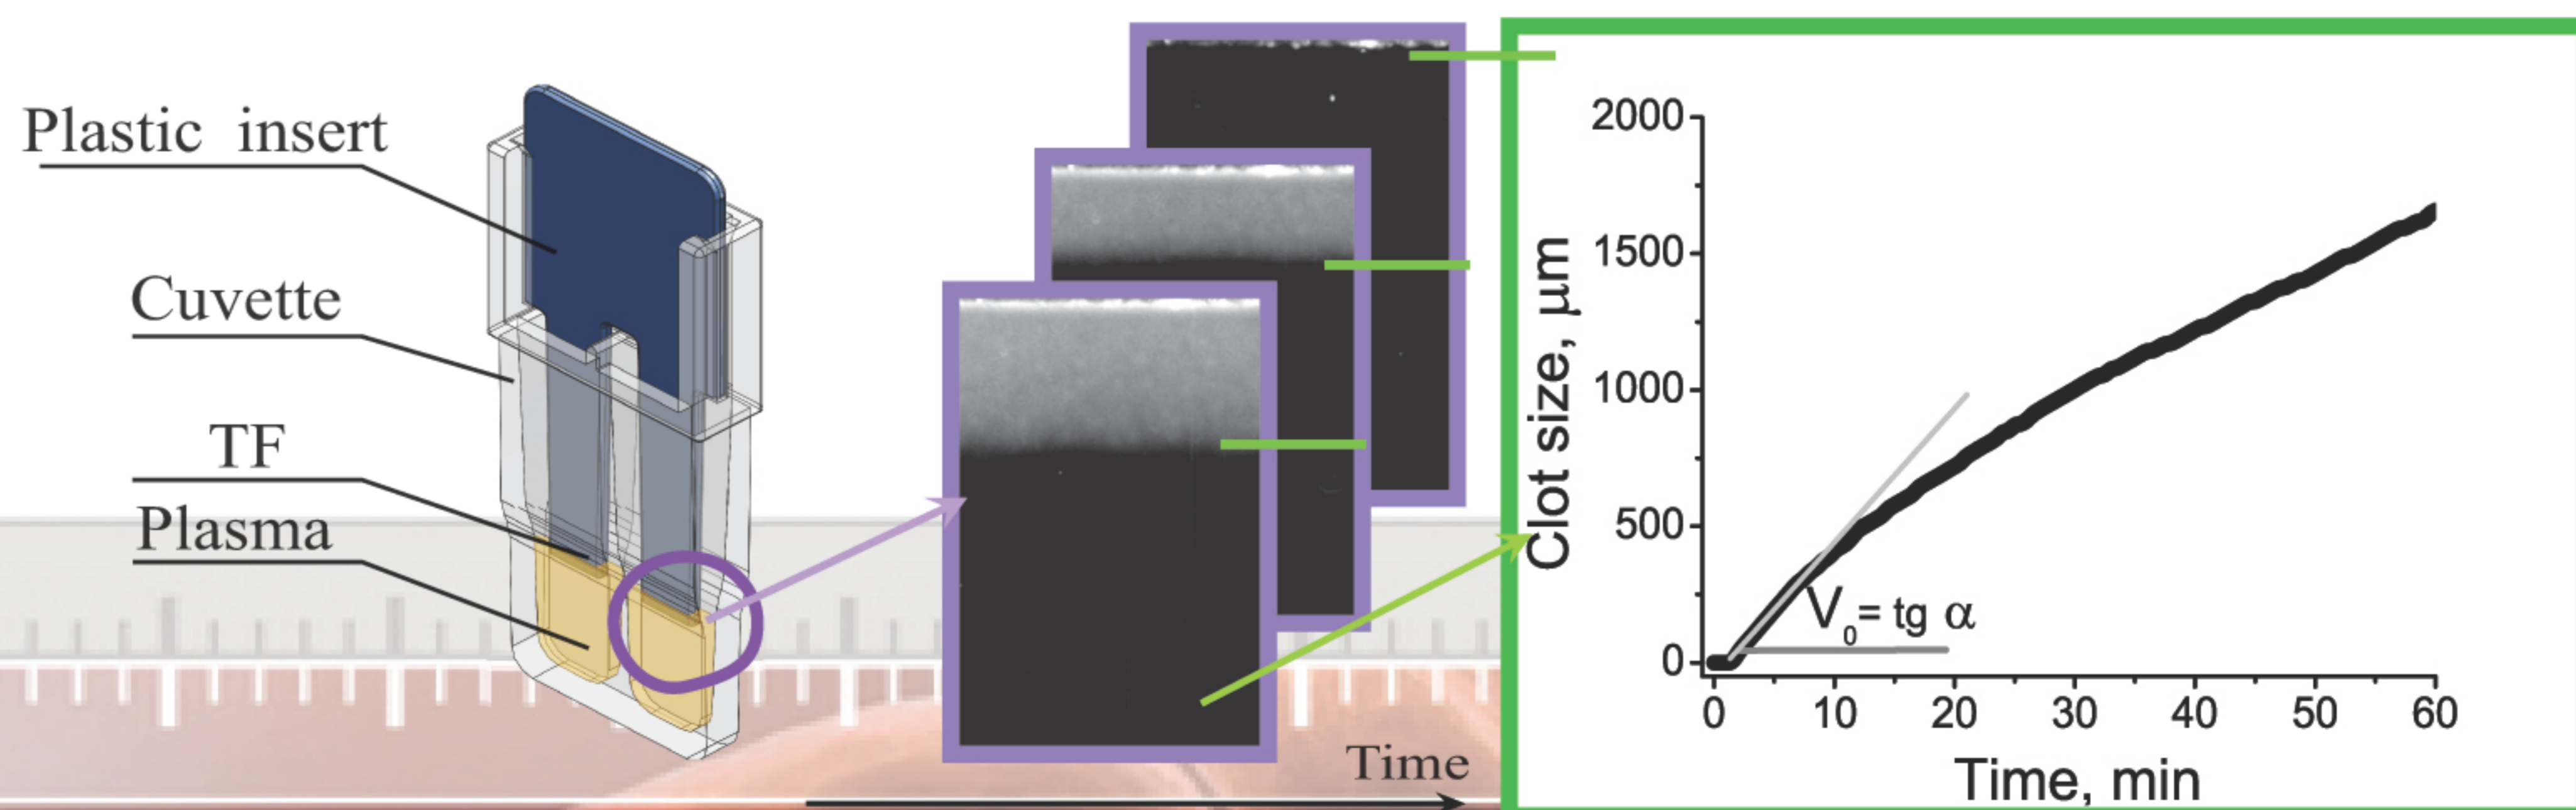 Plastic insert
Cuvette
TF
Plasma
Time
Clot size, μm
2000
1500
1000
500
0
V₀= tg α
0 10 20 30 40 50 60
Time, min